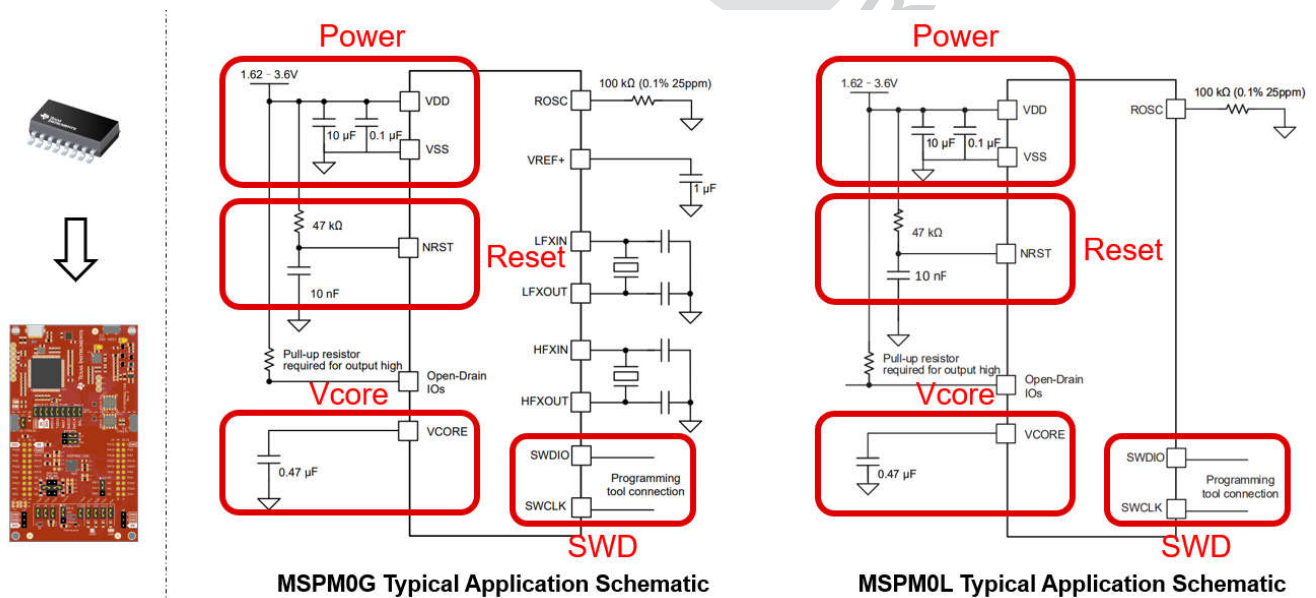 TEXAS INSTRUMENTS
Power
1.62 - 3.6V
VDD
10 µF
0.1 µF
VSS
47 kΩ
NRST
Reset
10 nF
Pull-up resistor
required for output high
Open-Drain
IOs
Vcore
VCORE
0.47 µF
ROSC
100 kΩ (0.1% 25ppm)
VREF+
1 µF
LFXIN
LFXOUT
HFXIN
HFXOUT
SWDIO
Programming
tool connection
SWCLK
SWD
MSPM0G Typical Application Schematic
Power
1.62 - 3.6V
VDD
10 µF
0.1 µF
VSS
47 kΩ
NRST
Reset
10 nF
Pull-up resistor
required for output high
Open-Drain
IOs
Vcore
VCORE
0.47 µF
ROSC
100 kΩ (0.1% 25ppm)
SWDIO
Programming
tool connection
SWCLK
SWD
MSPM0L Typical Application Schematic